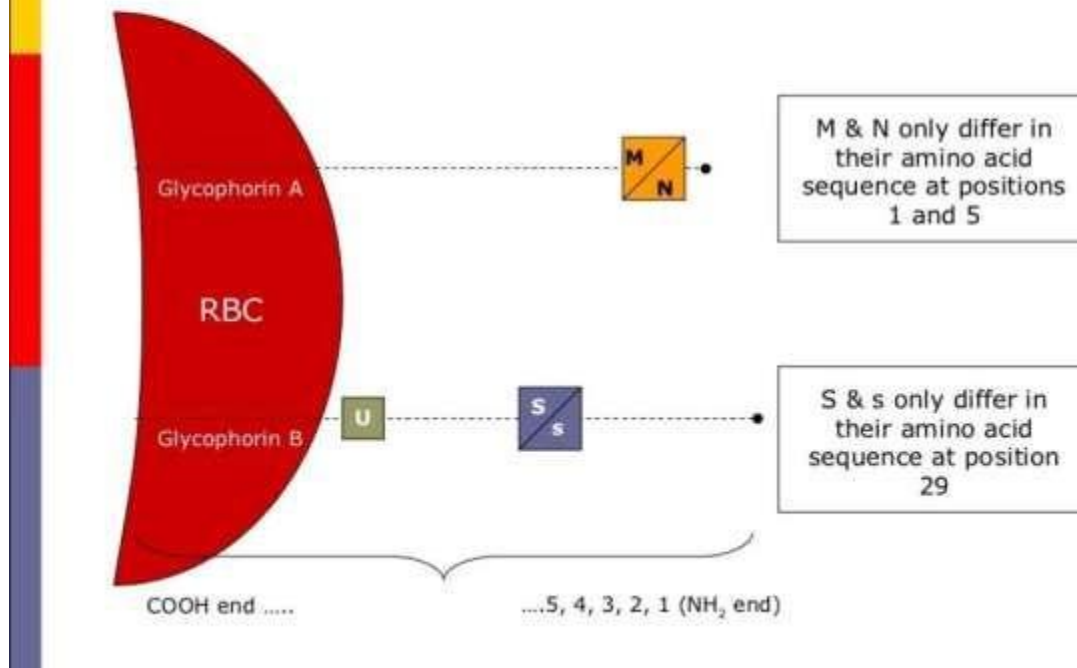 M
N
M & N only differ in
their amino acid
sequence at positions
1 and 5
Glycophorin A
RBC
U
S
s
Glycophorin B
S & s only differ in
their amino acid
sequence at position
29
COOH end .....
....5, 4, 3, 2, 1 (NH₂ end)